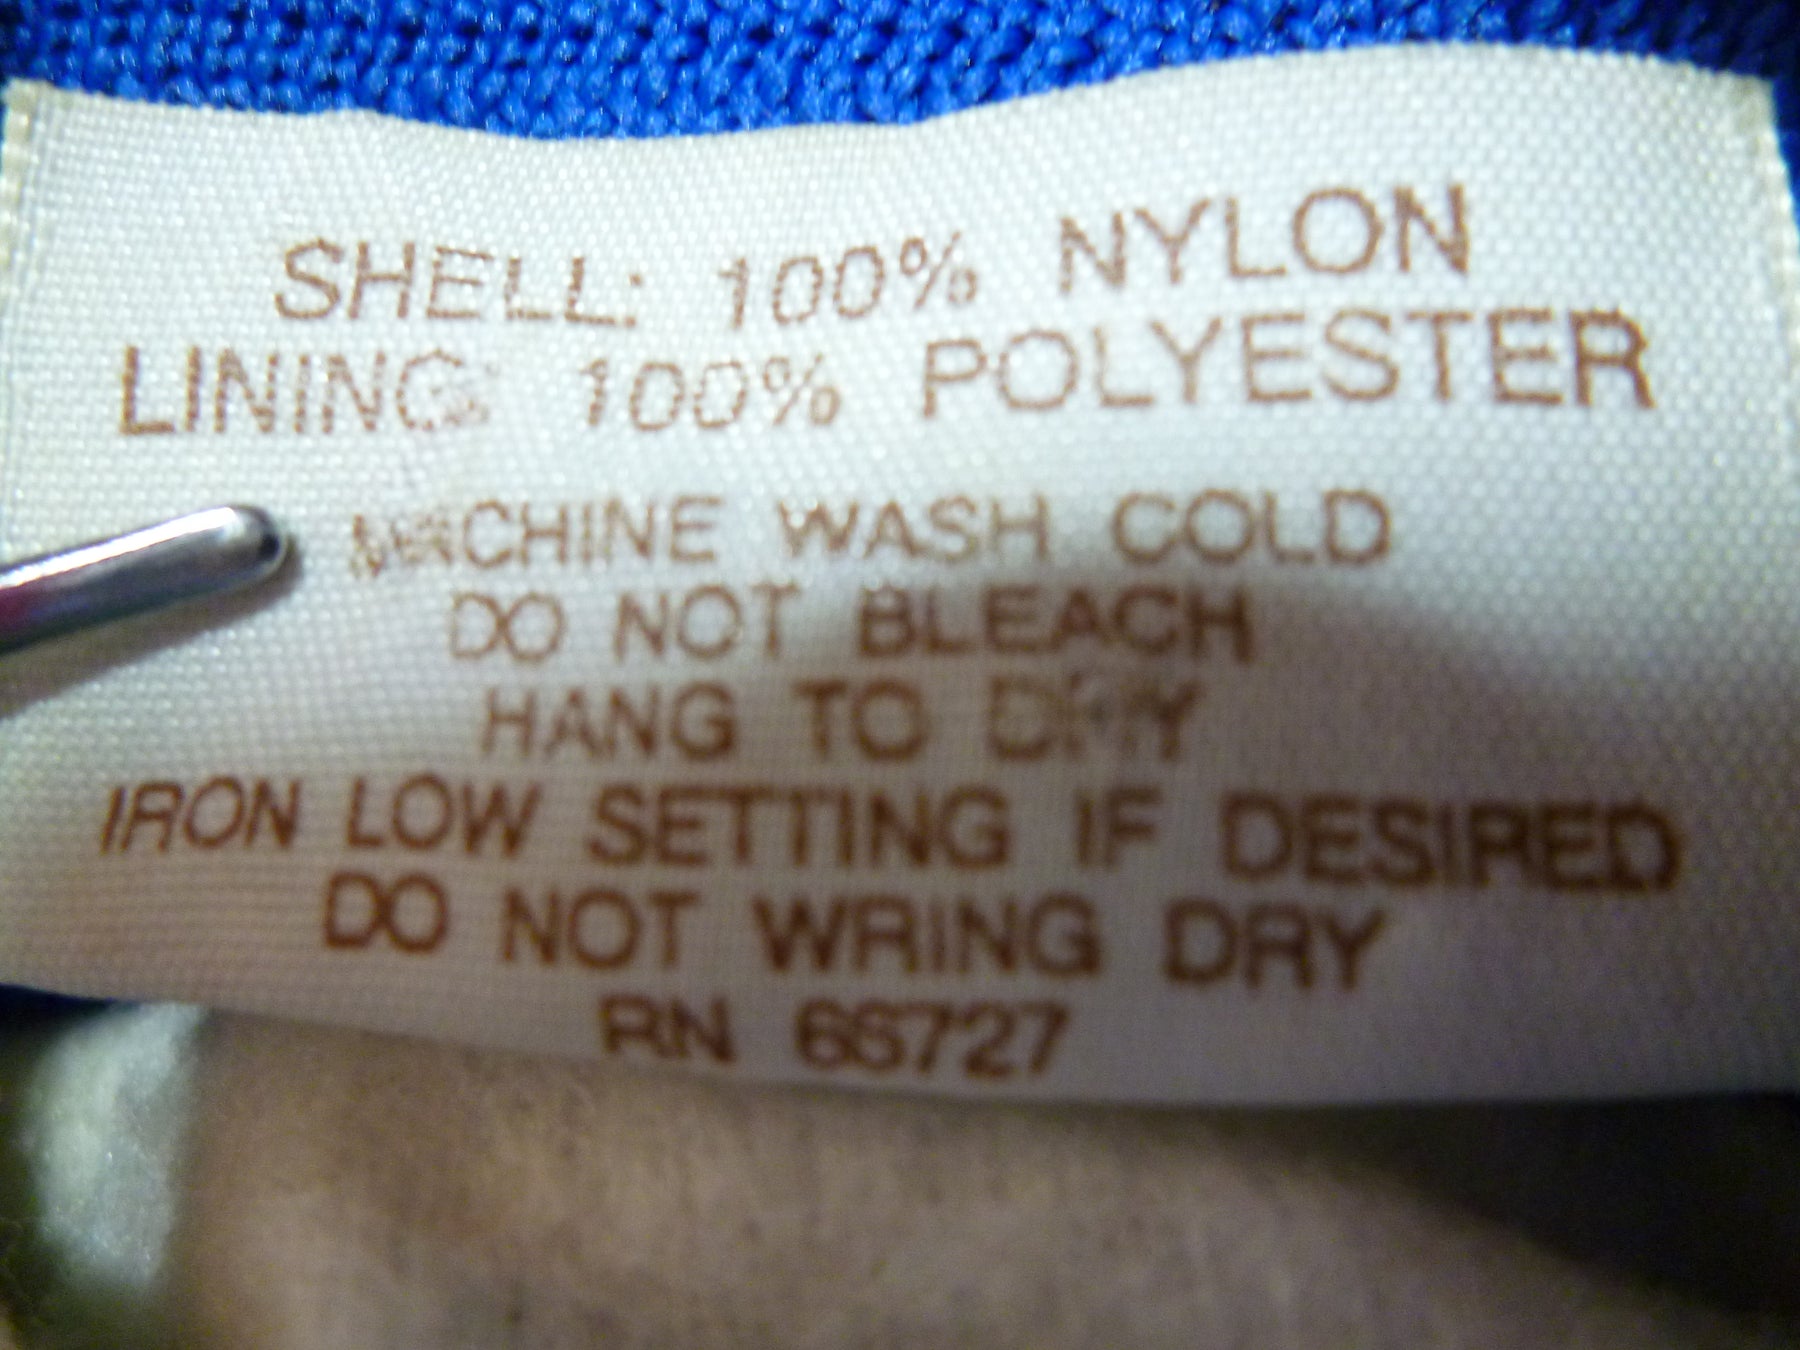 SHELL: 100% NYLON
LINING: 100% POLYESTER
MACHINE WASH COLD
DO NOT BLEACH
HANG TO DRY
IRON LOW SETTING IF DESIRED
DO NOT WRING DRY
RN 66727